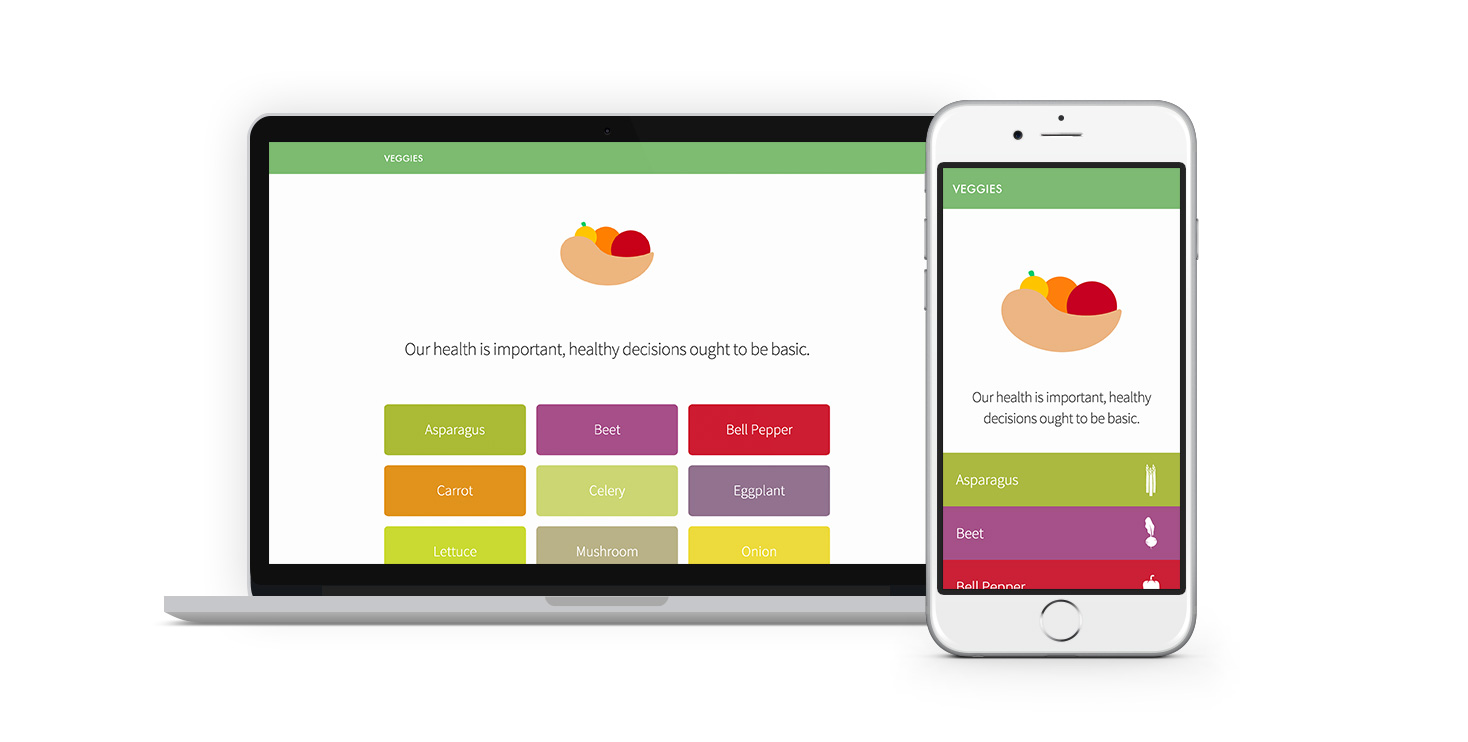 VEGGIES
Our health is important, healthy decisions ought to be basic.
Asparagus
Beet
Bell Pepper
Carrot
Celery
Eggplant
Lettuce
Mushroom
Onion
VEGGIES
Our health is important, healthy
decisions ought to be basic.
Asparagus
Beet
Bell Pepper